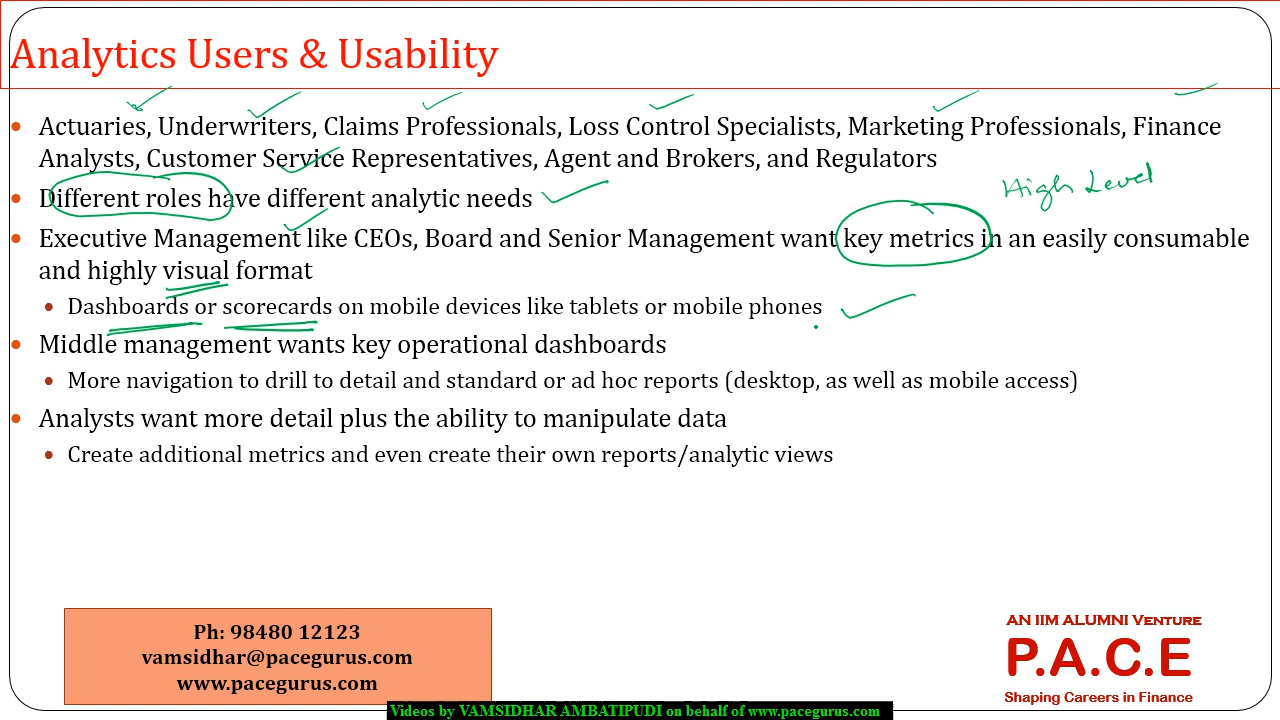 Analytics Users & Usability
Actuaries, Underwriters, Claims Professionals, Loss Control Specialists, Marketing Professionals, Finance
Analysts, Customer Service Representatives, Agent and Brokers, and Regulators
Different roles have different analytic needs
High Level
Executive Management like CEOs, Board and Senior Management want key metrics in an easily consumable
and highly visual format
Dashboards or scorecards on mobile devices like tablets or mobile phones
Middle management wants key operational dashboards
More navigation to drill to detail and standard or ad hoc reports (desktop, as well as mobile access)
Analysts want more detail plus the ability to manipulate data
Create additional metrics and even create their own reports/analytic views
Ph: 98480 12123
vamsidhar@pacegurus.com
www.pacegurus.com
AN IIM ALUMNI VENTURE
P.A.C.E
Shaping Careers in Finance
Videos by VAMSIDHAR AMBATIPUDI on behalf of www.pacegurus.com